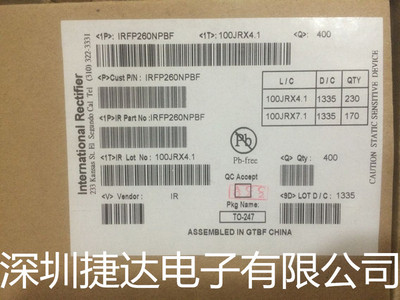 <1P>: IRFP260NPBF <1T>: 100JRX4.1 <Q>: 400
International Rectifier
233 Kansas St. El Segundo Cal. Tel (310) 322-3331
<P>Cust P/N: IRFP260NPBF
<1P>IR Part No: IRFP260NPBF
<1T>IR Lot No: 100JRX4.1
<V> Vendor: IR
L/C D/C QTY
100JRX4.1 1335 230
100JRX7.1 1335 170
Pb
Pb-free
<Q> Qty: 400
QC Accept
Pkg Name:
TO-247
<9D> LOT D/C: 1335
ASSEMBLED IN GTBF CHINA
CAUTION: STATIC SENSITIVE DEVICE
深圳捷达电子有限公司